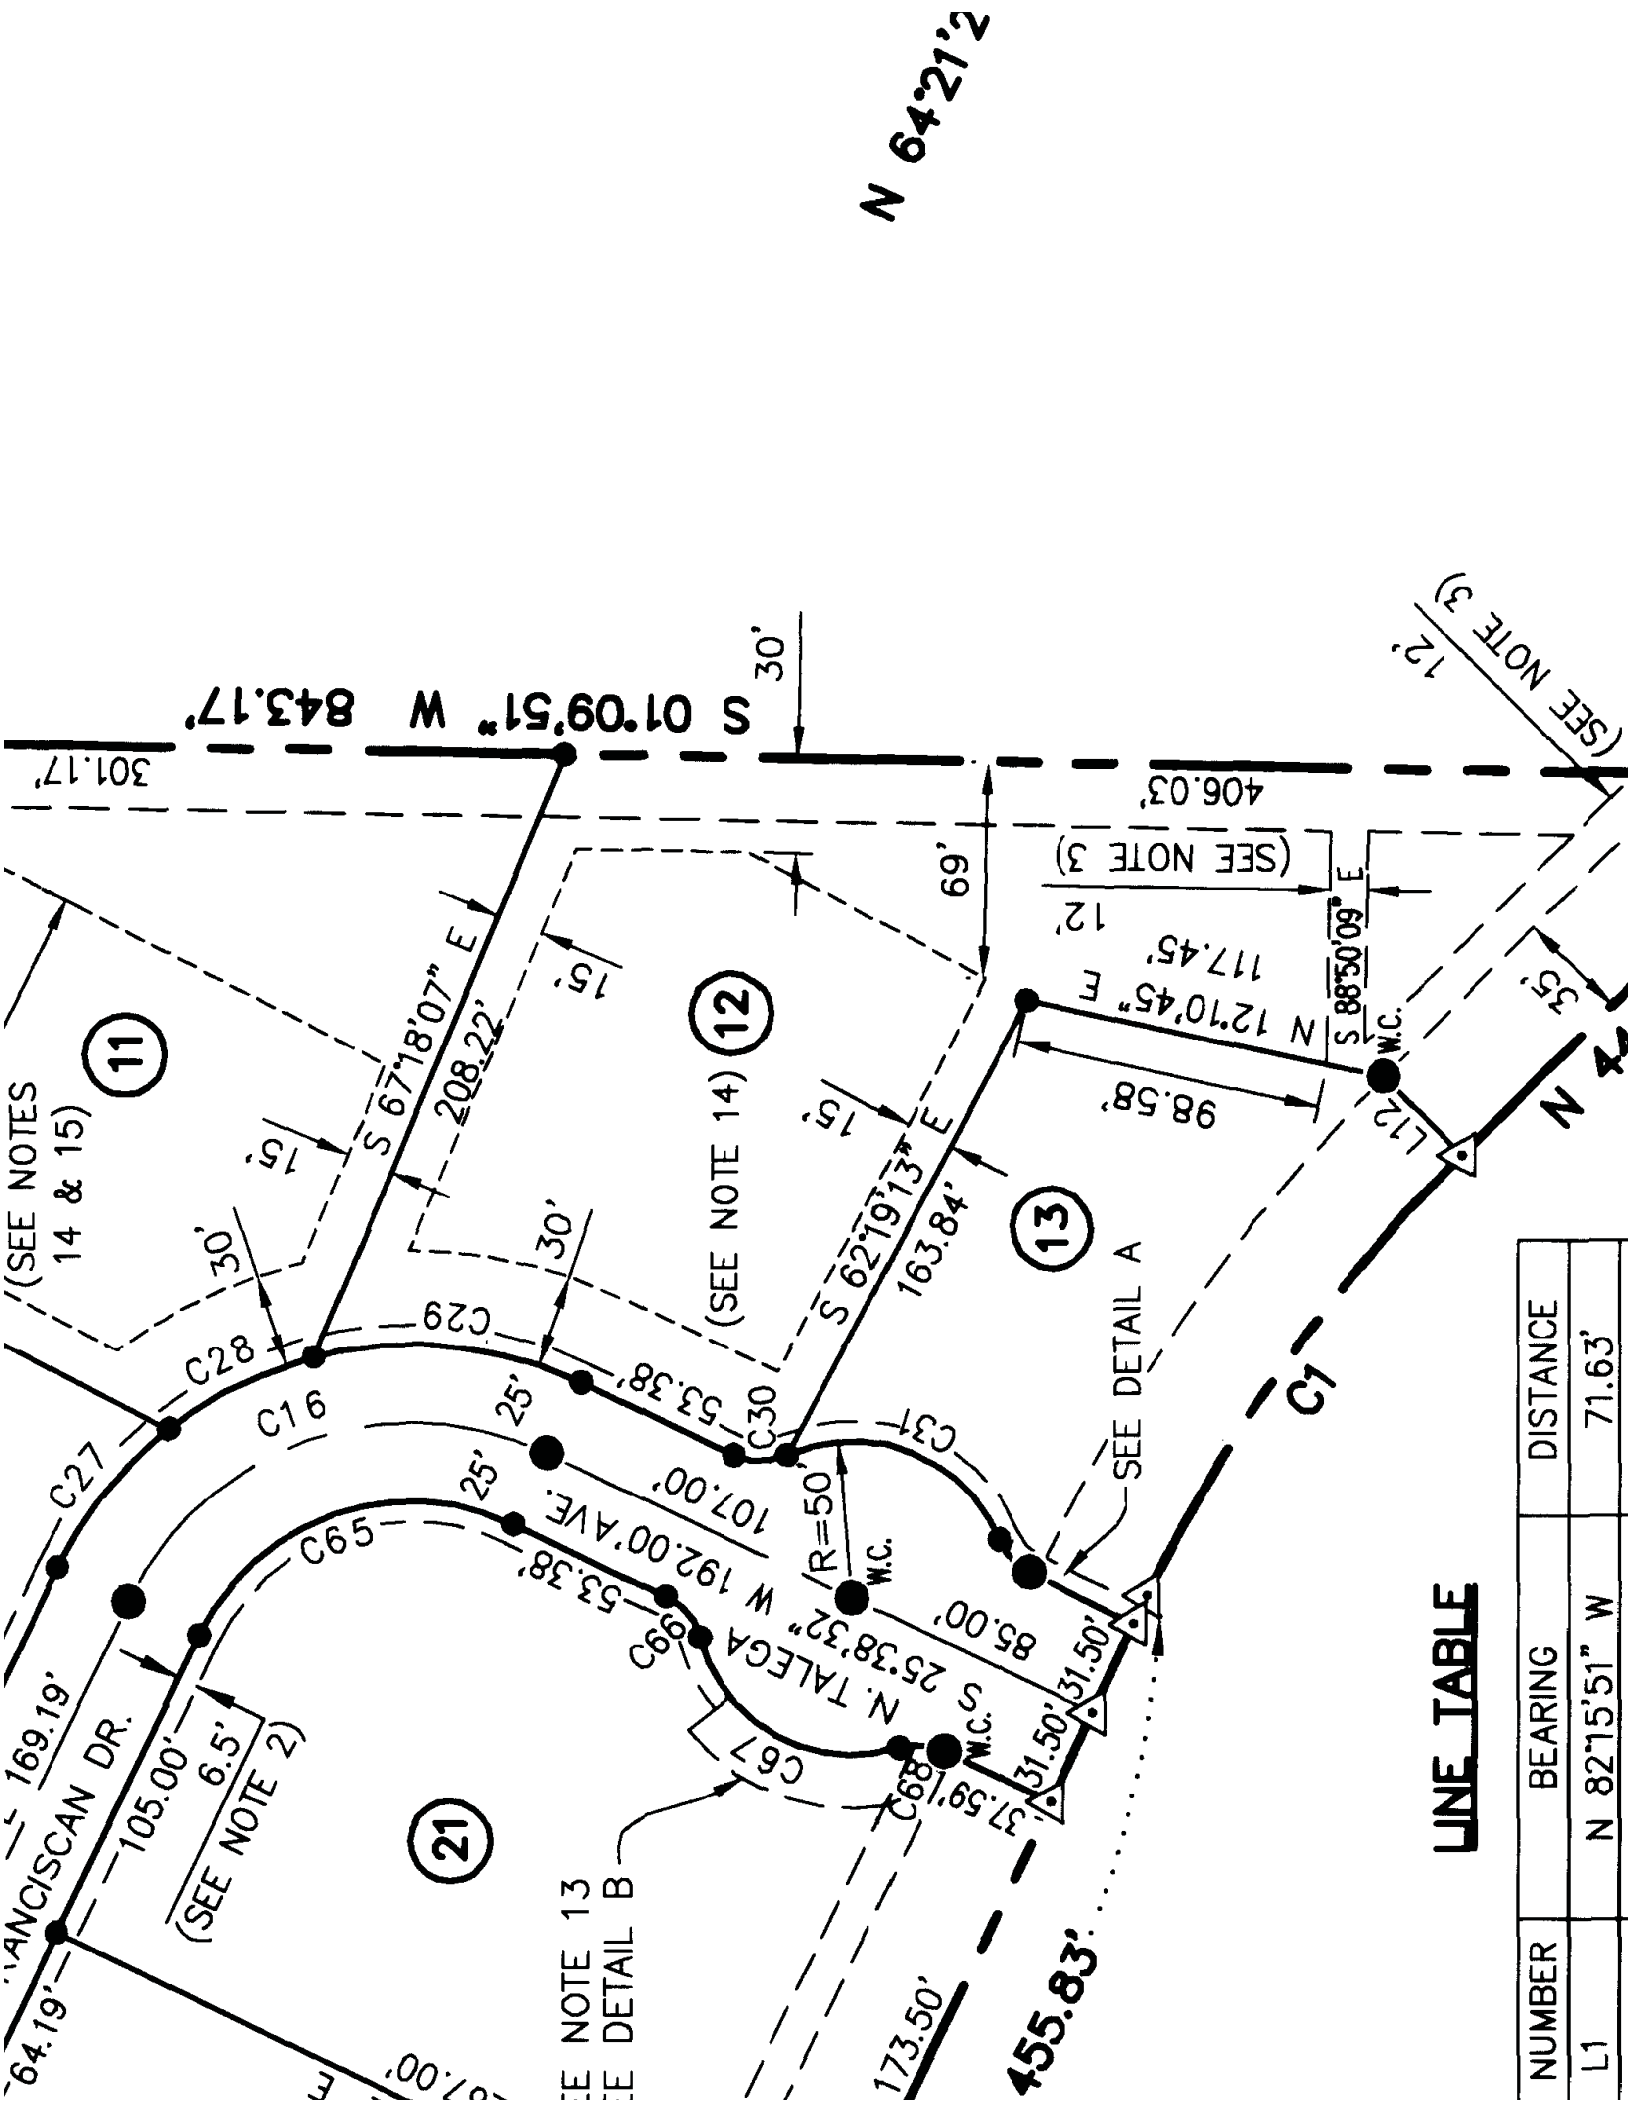 N 64°21'2
S 01°09'51" W 843.17'
301.17'
30'
406.03'
69'
12'
(SEE NOTE 3)
12'
(SEE NOTE 3)
S 88°50'09" E
N 12°10'45" E
117.45'
98.58'
W.C.
L12
35'
11
(SEE NOTES
14 & 15)
15'
S 67°18'07" E
208.22'
15'
12
(SEE NOTE 14)
15'
S 62°19'13" E
163.84'
13
30'
30'
C27
C28
C16
C29
53.38'
C30
C31
25'
25'
C65
107.00'
N. TALEGA AVE.
S 25°38'32" W 192.00'
R=50'
W.C.
53.38'
C66
C67
C68
85.00'
W.C.
37.59'
31.50'
31.50'
SEE DETAIL A
C1
169.19'
105.00'
6.5'
(SEE NOTE 2)
64.19'
21
NOTE 13
DETAIL B
173.50'
455.83'
LINE TABLE
NUMBER BEARING DISTANCE
L1 N 82°15'51" W 71.63'